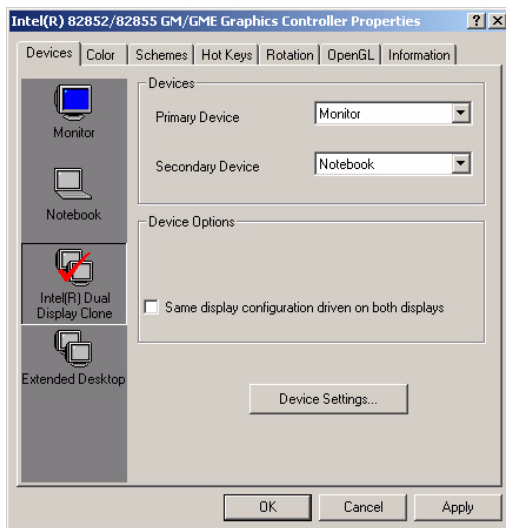 Intel(R) 82852/82855 GM/GME Graphics Controller Properties
Devices Color Schemes Hot Keys Rotation OpenGL Information
Monitor
Notebook
Intel(R) Dual
Display Clone
Extended Desktop
Devices
Primary Device Monitor
Secondary Device Notebook
Device Options
Same display configuration driven on both displays
Device Settings...
OK Cancel Apply